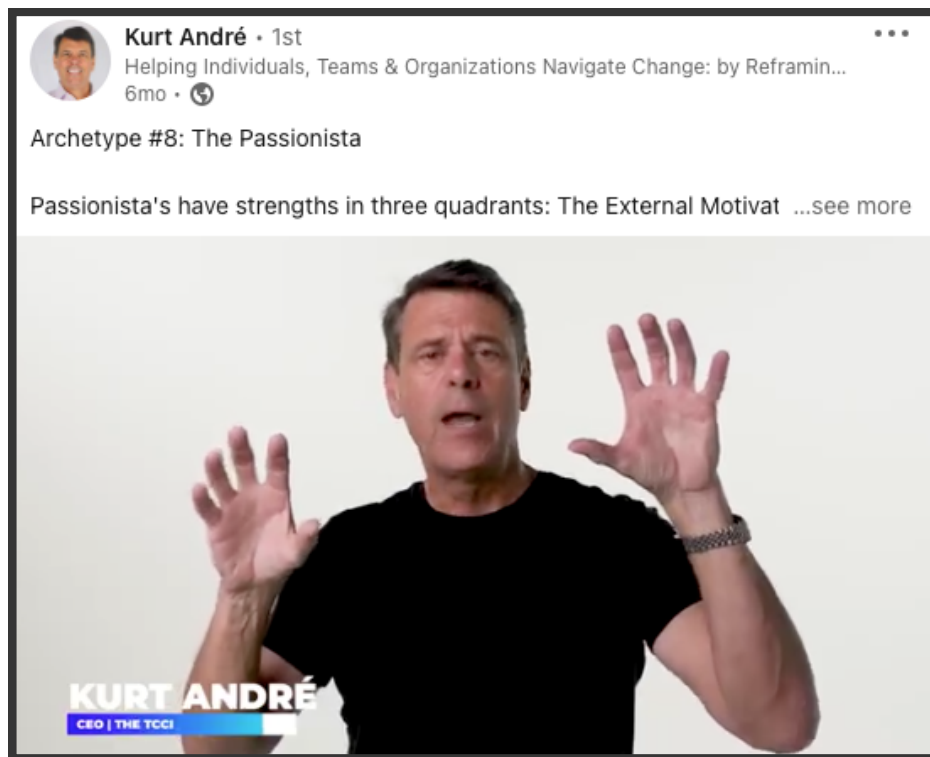 Kurt André • 1st
Helping Individuals, Teams & Organizations Navigate Change: by Reframin...
6mo •
Archetype #8: The Passionista
Passionista's have strengths in three quadrants: The External Motivat ...see more
KURT ANDRÉ
CEO | THE TCCI